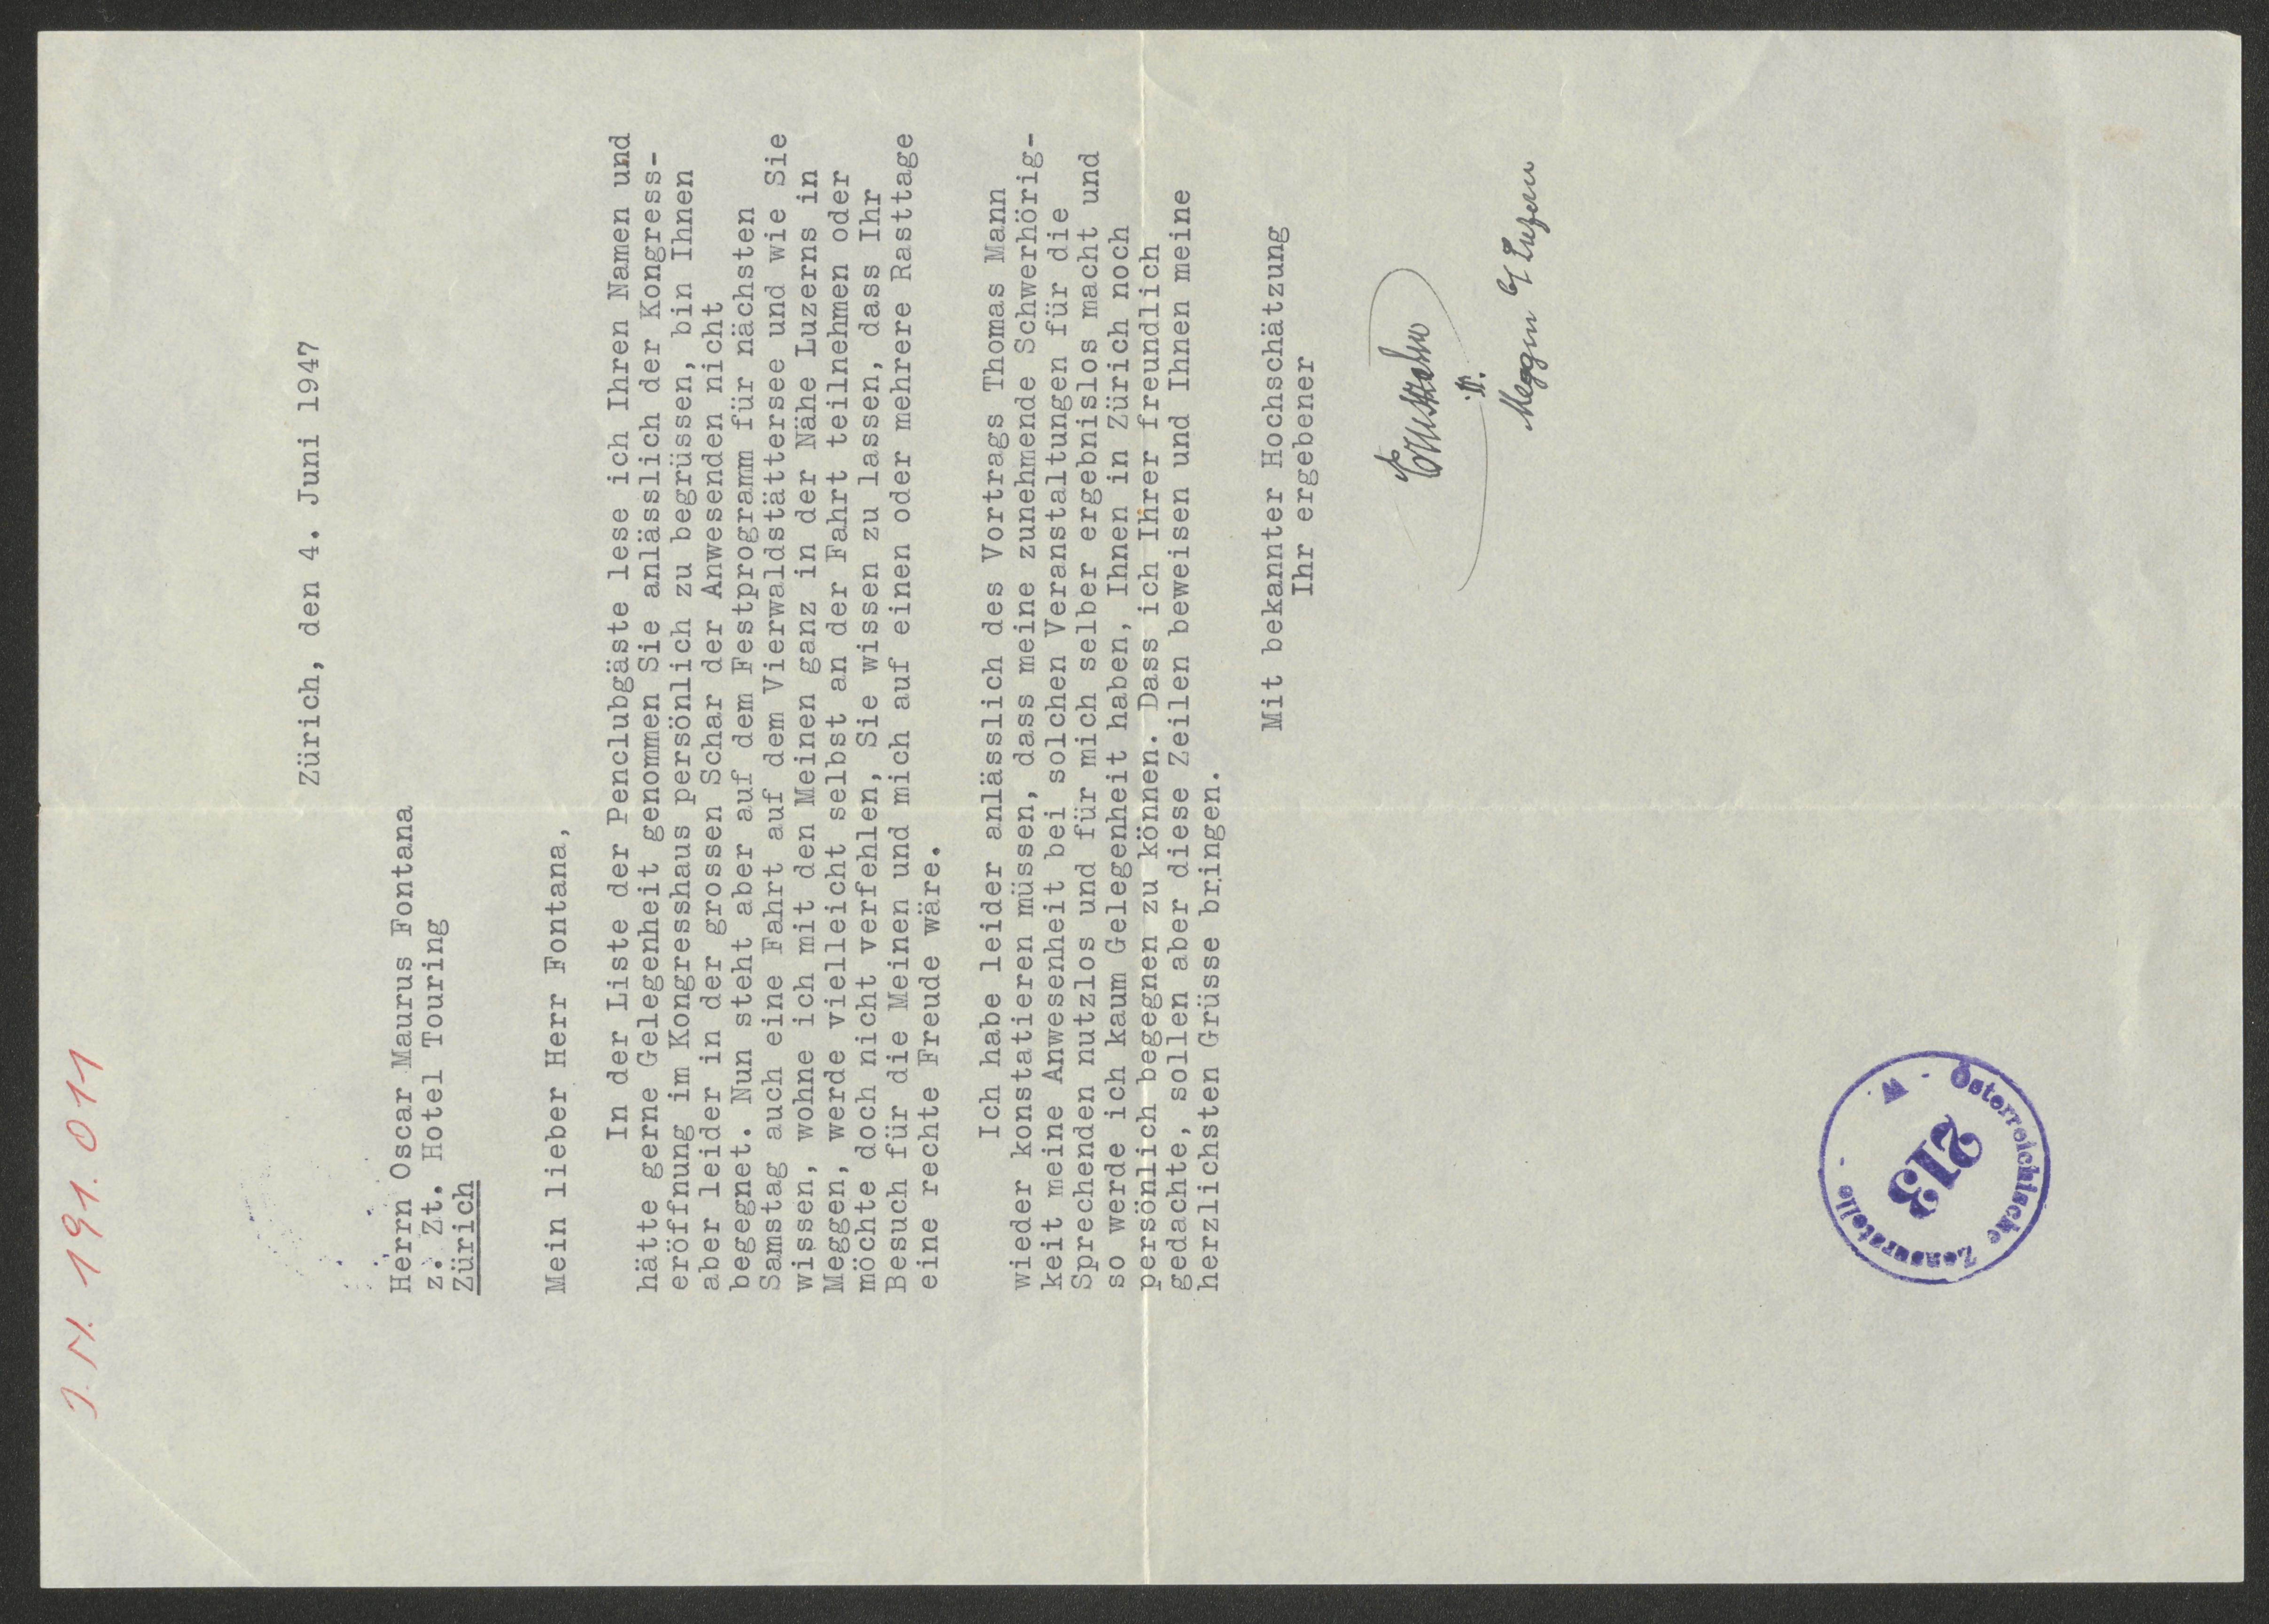 J.N. 191.011
Zürich, den 4. Juni 1947
Herrn Oscar Maurus Fontana
z. Zt. Hotel Touring
Zürich
Mein lieber Herr Fontana,
In der Liste der Penclubgäste lese ich Ihren Namen und
hätte gerne Gelegenheit genommen Sie anlässlich der Kongress-
eröffnung im Kongresshaus persönlich zu begrüssen, bin Ihnen
aber leider in der grossen Schar der Anwesenden nicht
begegnet. Nun steht aber auf dem Festprogramm für nächsten
Samstag auch eine Fahrt auf dem Vierwaldstättersee und wie Sie
wissen, wohne ich mit den Meinen ganz in der Nähe Luzerns in
Meggen, werde vielleicht selbst an der Fahrt teilnehmen oder
möchte doch nicht verfehlen, Sie wissen zu lassen, dass Ihr
Besuch für die Meinen und mich auf einen oder mehrere Rasttage
eine rechte Freude wäre.
Ich habe leider anlässlich des Vortrags Thomas Mann
wieder konstatieren müssen, dass meine zunehmende Schwerhörig-
keit meine Anwesenheit bei solchen Veranstaltungen für die
Sprechenden nutzlos und für mich selber ergebnislos macht und
so werde ich kaum Gelegenheit haben, Ihnen in Zürich noch
persönlich begegnen zu können. Dass ich Ihrer freundlich
gedachte, sollen aber diese Zeilen beweisen und Ihnen meine
herzlichsten Grüsse bringen.
Mit bekannter Hochschätzung
Ihr ergebener
Meggen b/ Luzern
Österreichische Zensurstelle
213